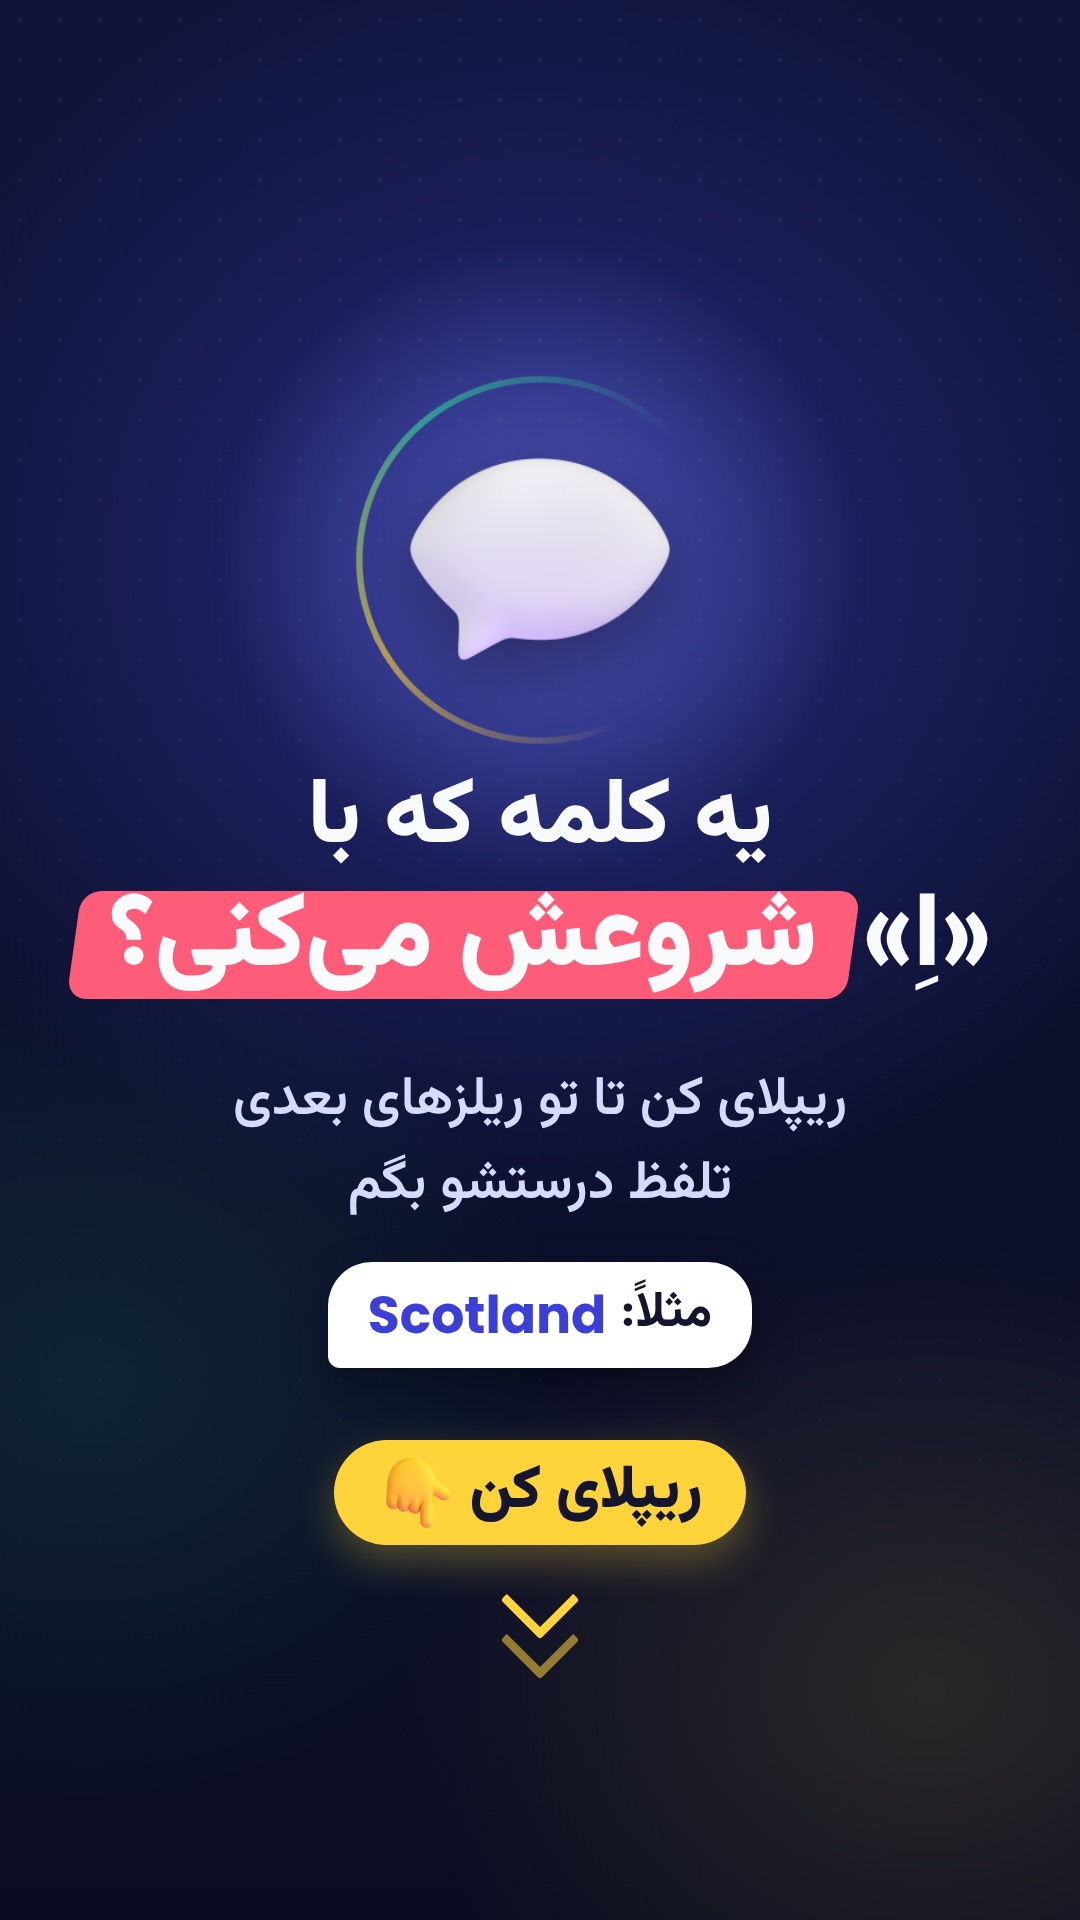 یه کلمه که با
«اِ» شروعش می‌کنی؟
ریپلای کن تا تو ریلزهای بعدی
تلفظ درستشو بگم
مثلاً: Scotland
ریپلای کن 👇